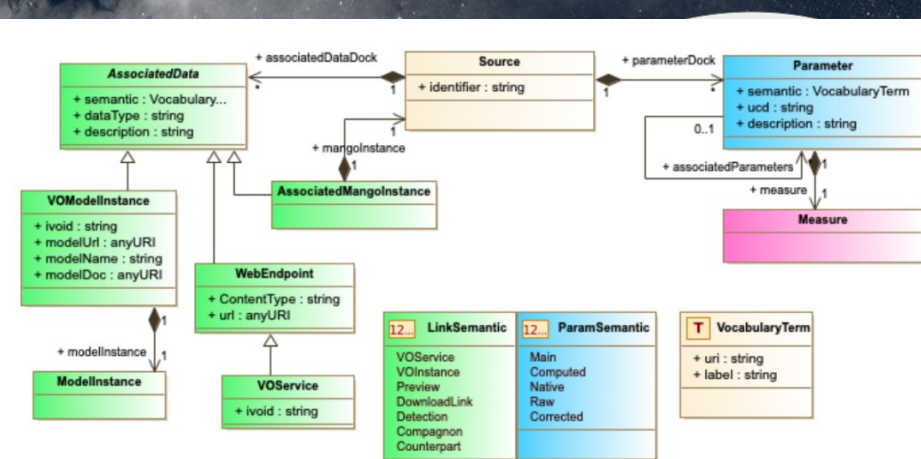 + associatedDataDock
*
1
AssociatedData
+ semantic : Vocabulary...
+ dataType : string
+ description : string
Source
+ identifier : string
+ parameterDock
1
*
Parameter
+ semantic : VocabularyTerm
+ ucd : string
+ description : string
0..1
+ associatedParameters
+ measure
1
1
Measure
1
+ mangoInstance
1
AssociatedMangoInstance
VOModelInstance
+ ivoid : string
+ modelUrl : anyURI
+ modelName : string
+ modelDoc : anyURI
1
+ modelInstance
1
ModelInstance
WebEndpoint
+ ContentType : string
+ url : anyURI
VOService
+ ivoid : string
12... LinkSemantic
VOService
VOInstance
Preview
DownloadLink
Detection
Compagnon
Counterpart
12... ParamSemantic
Main
Computed
Native
Raw
Corrected
T VocabularyTerm
+ uri : string
+ label : string